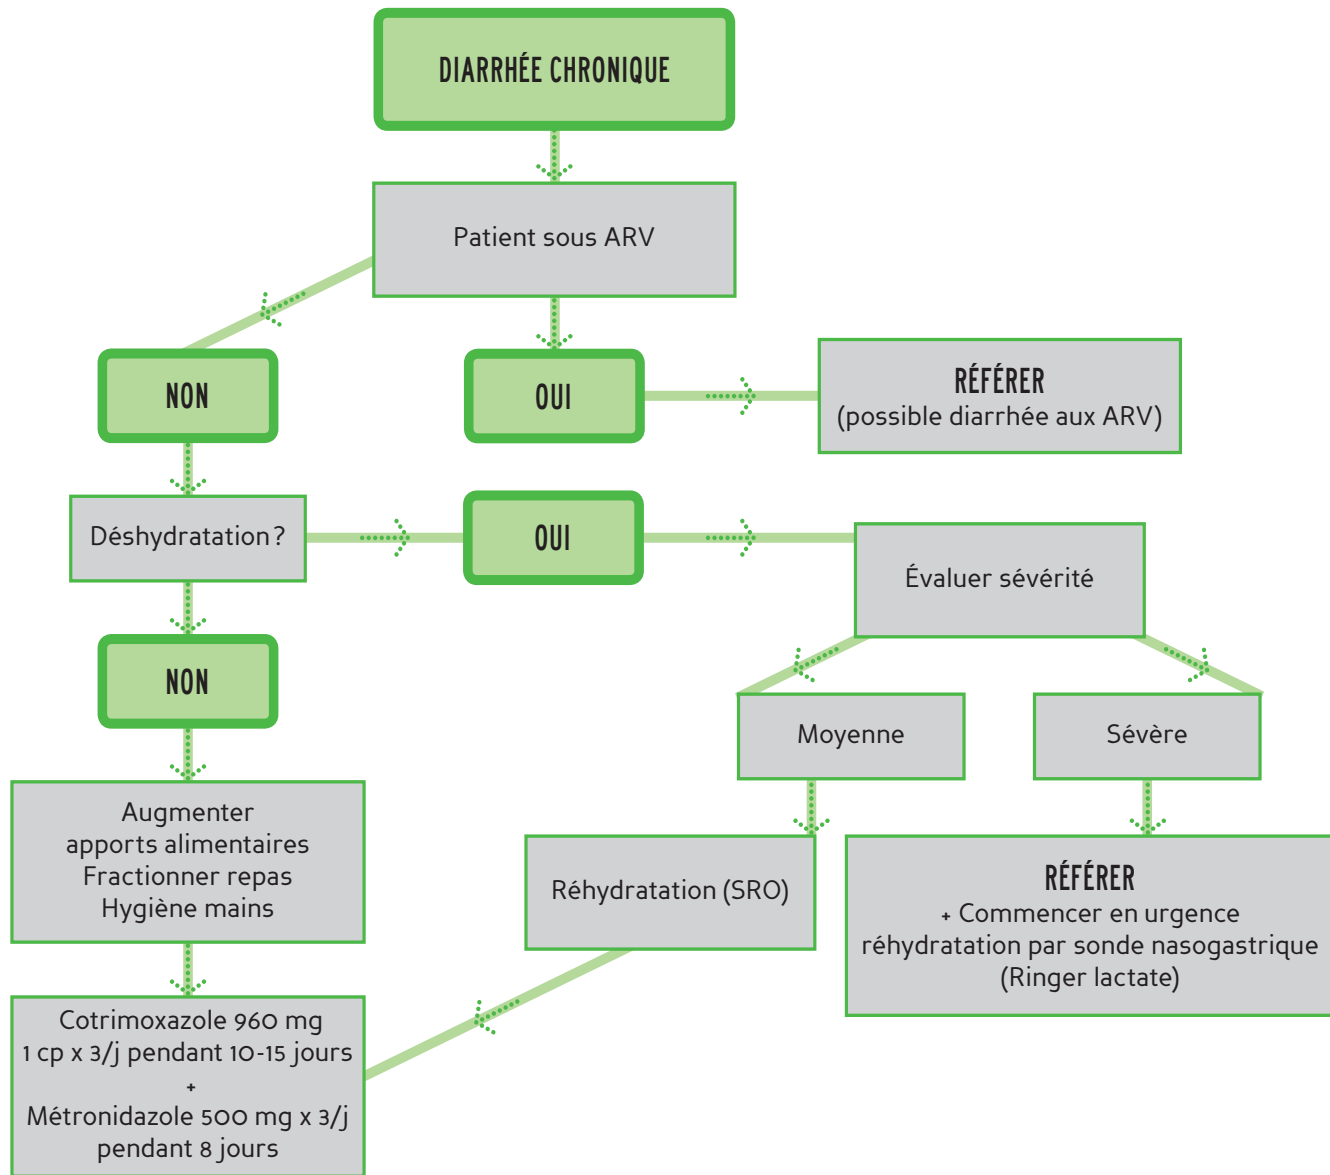 DIARRHÉE CHRONIQUE
Patient sous ARV
NON
OUI
RÉFÉRER
(possible diarrhée aux ARV)
Déshydratation ?
OUI
Évaluer sévérité
NON
Moyenne
Sévère
Augmenter
apports alimentaires
Fractionner repas
Hygiène mains
Réhydratation (SRO)
RÉFÉRER
+ Commencer en urgence
réhydratation par sonde nasogastrique
(Ringer lactate)
Cotrimoxazole 960 mg
1 cp x 3/j pendant 10-15 jours
+
Métronidazole 500 mg x 3/j
pendant 8 jours